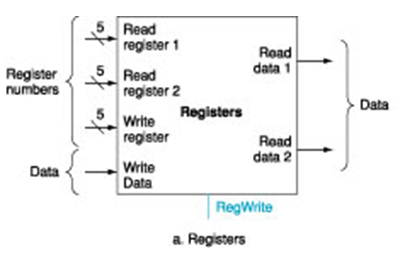 5
Read
register 1
5
Read
register 2
Register
numbers
5
Write
register
Registers
Read
data 1
Data
Read
data 2
Data
Write
Data
RegWrite
a. Registers